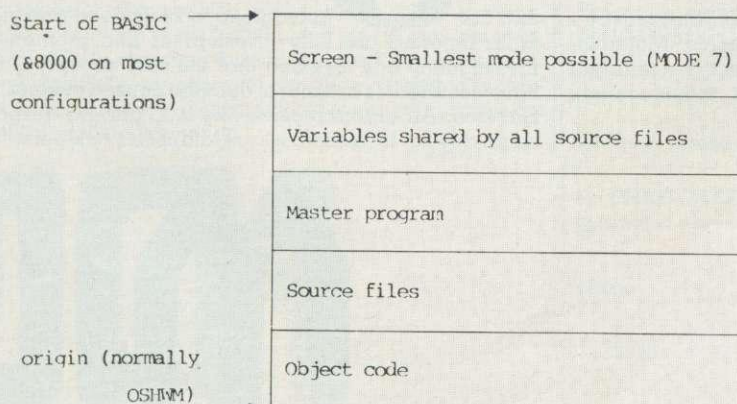 Start of BASIC
(&8000 on most
configurations)
Screen - Smallest mode possible (MODE 7)
Variables shared by all source files
Master program
Source files
origin (normally
OSHWM)
Object code